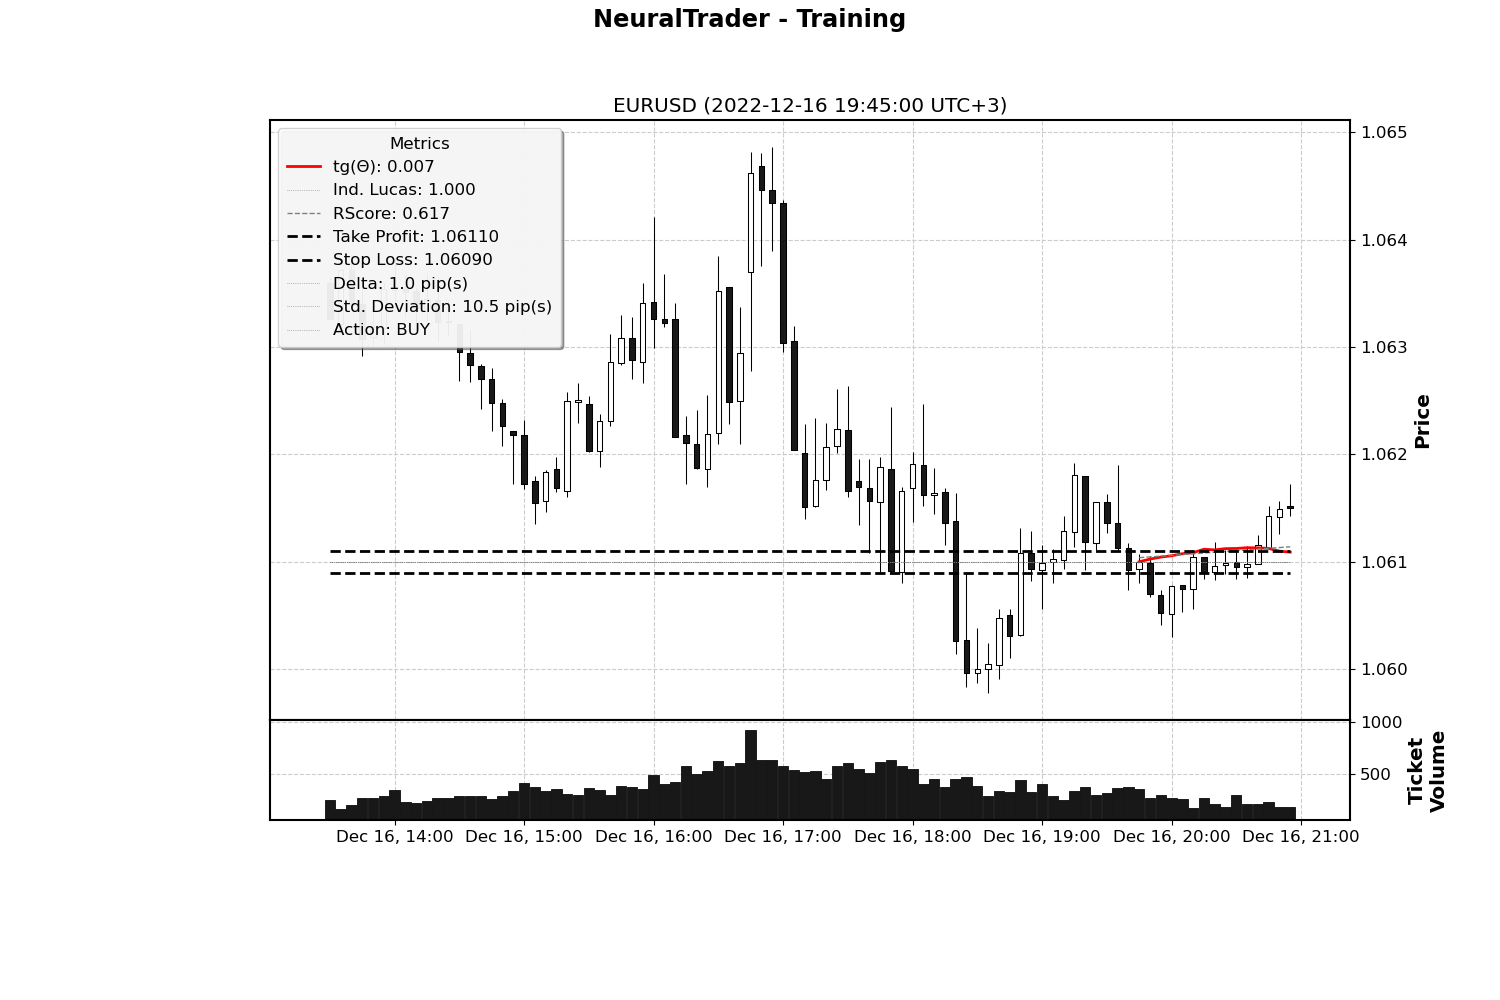 NeuralTrader - Training
EURUSD (2022-12-16 19:45:00 UTC+3)
Metrics
tg(Θ): 0.007
Ind. Lucas: 1.000
RScore: 0.617
Take Profit: 1.06110
Stop Loss: 1.06090
Delta: 1.0 pip(s)
Std. Deviation: 10.5 pip(s)
Action: BUY
1.065
1.064
1.063
1.062
1.061
1.060
Price
1000
500
Ticket
Volume
Dec 16, 14:00
Dec 16, 15:00
Dec 16, 16:00
Dec 16, 17:00
Dec 16, 18:00
Dec 16, 19:00
Dec 16, 20:00
Dec 16, 21:00